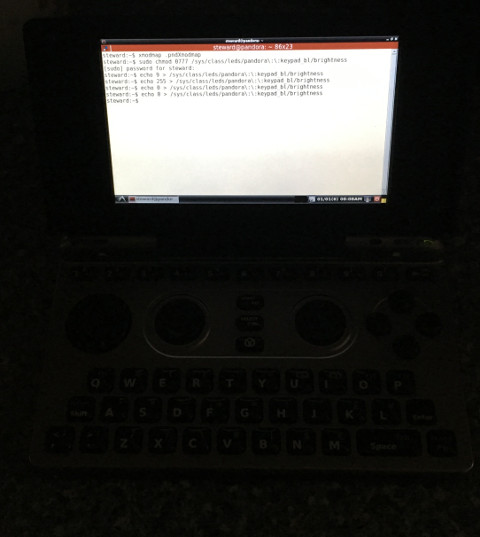 steward@pandora: ~ 86x23
steward:~$ xmodmap .pndXmodmap
steward:~$ sudo chmod 0777 /sys/class/leds/pandora\:\:keypad_bl/brightness
[sudo] password for steward:
steward:~$ echo 9 > /sys/class/leds/pandora\:\:keypad_bl/brightness
steward:~$ echo 255 > /sys/class/leds/pandora\:\:keypad_bl/brightness
steward:~$ echo 0 > /sys/class/leds/pandora\:\:keypad_bl/brightness
steward:~$ echo 0 > /sys/class/leds/pandora\:\:keypad_bl/brightness
steward:~$
Q W E R T Y U I O P
A S D F G H J K L Enter
Z X C V B N M Space